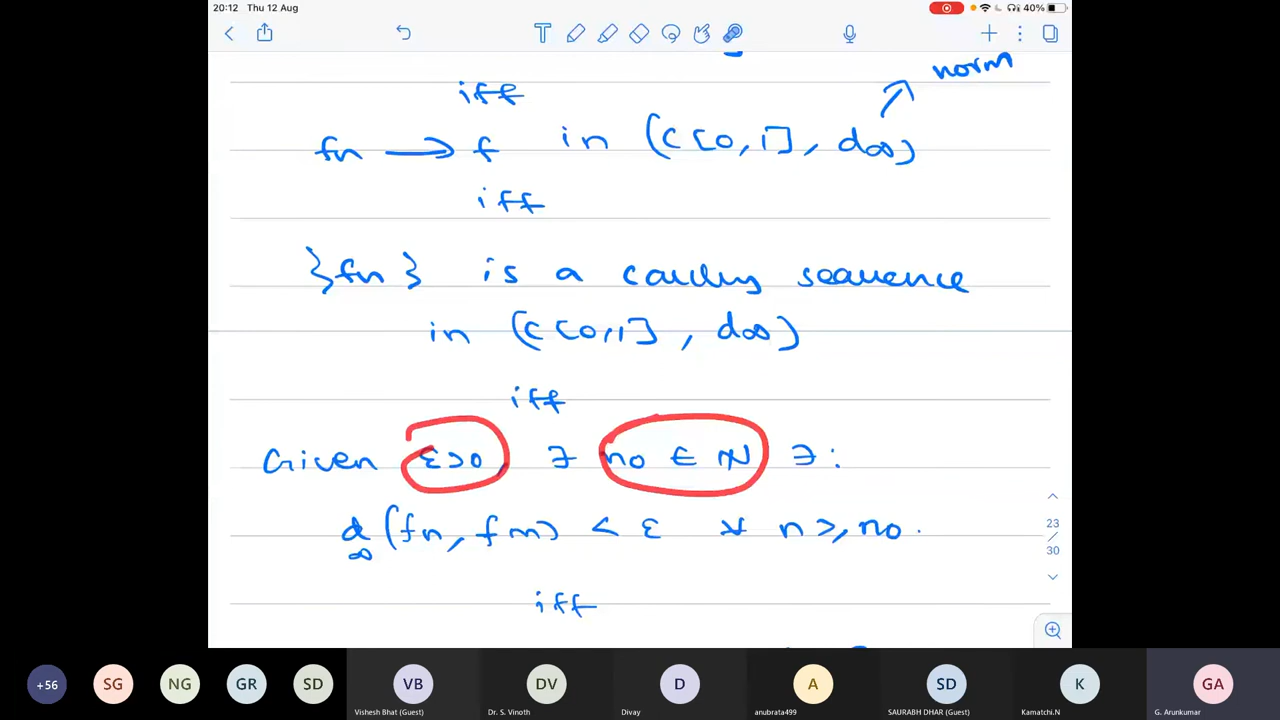 20:12 Thu 12 Aug
40%
norm
iff
fn → f in (C[0,1], d∞)
iff
{fn} is a cauchy sequence
in (C[0,1], d∞)
iff
Given ε>0, ∃ no ∈ ℕ ∋:
d∞(fn, fm) < ε ∀ n ≥, no.
iff
23
30
+56
SG
NG
GR
SD
VB
Vishesh Bhat (Guest)
DV
Dr. S. Vinoth
D
Divay
A
anubrata499
SD
SAURABH DHAR (Guest)
K
Kamatchi.N
GA
G. Arunkumar